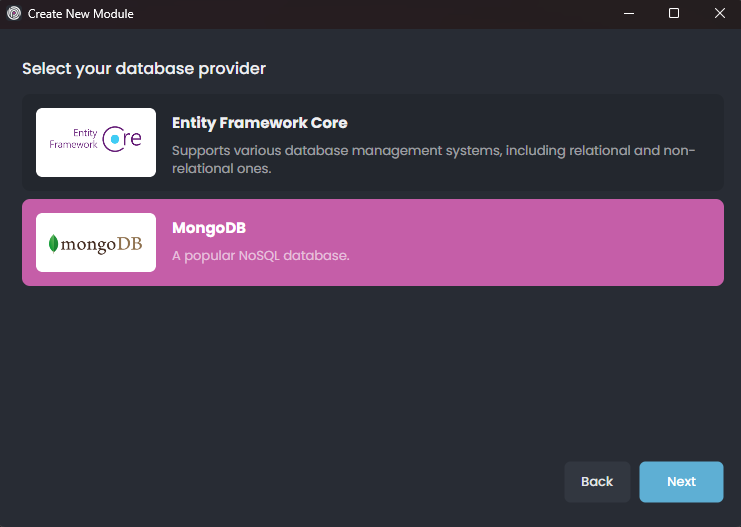 Create New Module
Select your database provider
Entity
Framework
Core
Entity Framework Core
Supports various database management systems, including relational and non-
relational ones.
mongoDB
MongoDB
A popular NoSQL database.
Back
Next